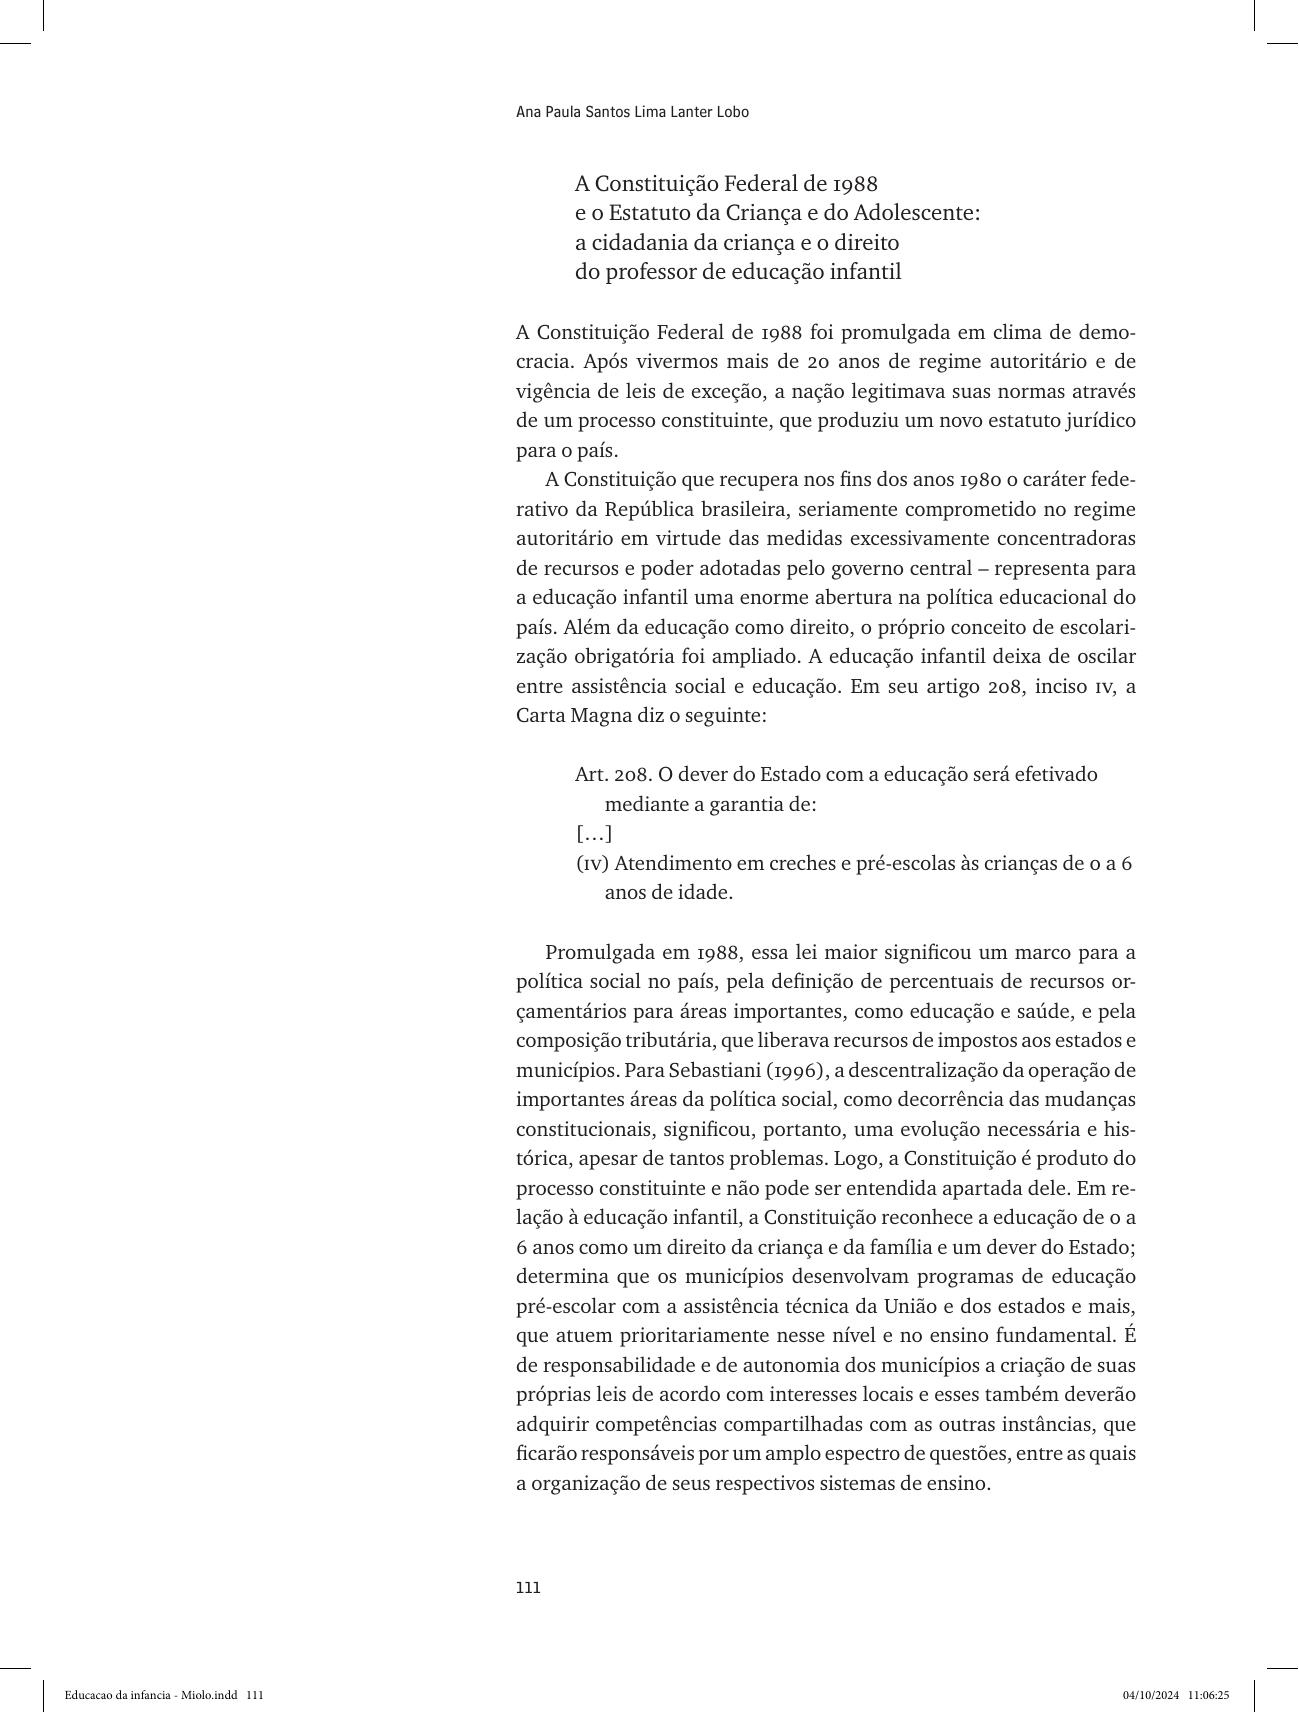 Ana Paula Santos Lima Lanter Lobo
A Constituição Federal de 1988
e o Estatuto da Criança e do Adolescente:
a cidadania da criança e o direito
do professor de educação infantil
A Constituição Federal de 1988 foi promulgada em clima de demo-
cracia. Após vivermos mais de 20 anos de regime autoritário e de
vigência de leis de exceção, a nação legitimava suas normas através
de um processo constituinte, que produziu um novo estatuto jurídico
para o país.
A Constituição que recupera nos fins dos anos 1980 o caráter fede-
rativo da República brasileira, seriamente comprometido no regime
autoritário em virtude das medidas excessivamente concentradoras
de recursos e poder adotadas pelo governo central – representa para
a educação infantil uma enorme abertura na política educacional do
país. Além da educação como direito, o próprio conceito de escolari-
zação obrigatória foi ampliado. A educação infantil deixa de oscilar
entre assistência social e educação. Em seu artigo 208, inciso IV, a
Carta Magna diz o seguinte:
Art. 208. O dever do Estado com a educação será efetivado
mediante a garantia de:
[…]
(IV) Atendimento em creches e pré-escolas às crianças de 0 a 6
anos de idade.
Promulgada em 1988, essa lei maior significou um marco para a
política social no país, pela definição de percentuais de recursos or-
çamentários para áreas importantes, como educação e saúde, e pela
composição tributária, que liberava recursos de impostos aos estados e
municípios. Para Sebastiani (1996), a descentralização da operação de
importantes áreas da política social, como decorrência das mudanças
constitucionais, significou, portanto, uma evolução necessária e his-
tórica, apesar de tantos problemas. Logo, a Constituição é produto do
processo constituinte e não pode ser entendida apartada dele. Em re-
lação à educação infantil, a Constituição reconhece a educação de 0 a
6 anos como um direito da criança e da família e um dever do Estado;
determina que os municípios desenvolvam programas de educação
pré-escolar com a assistência técnica da União e dos estados e mais,
que atuem prioritariamente nesse nível e no ensino fundamental. É
de responsabilidade e de autonomia dos municípios a criação de suas
próprias leis de acordo com interesses locais e esses também deverão
adquirir competências compartilhadas com as outras instâncias, que
ficarão responsáveis por um amplo espectro de questões, entre as quais
a organização de seus respectivos sistemas de ensino.
111
Educacao da infancia - Miolo.indd 111
04/10/2024 11:06:25